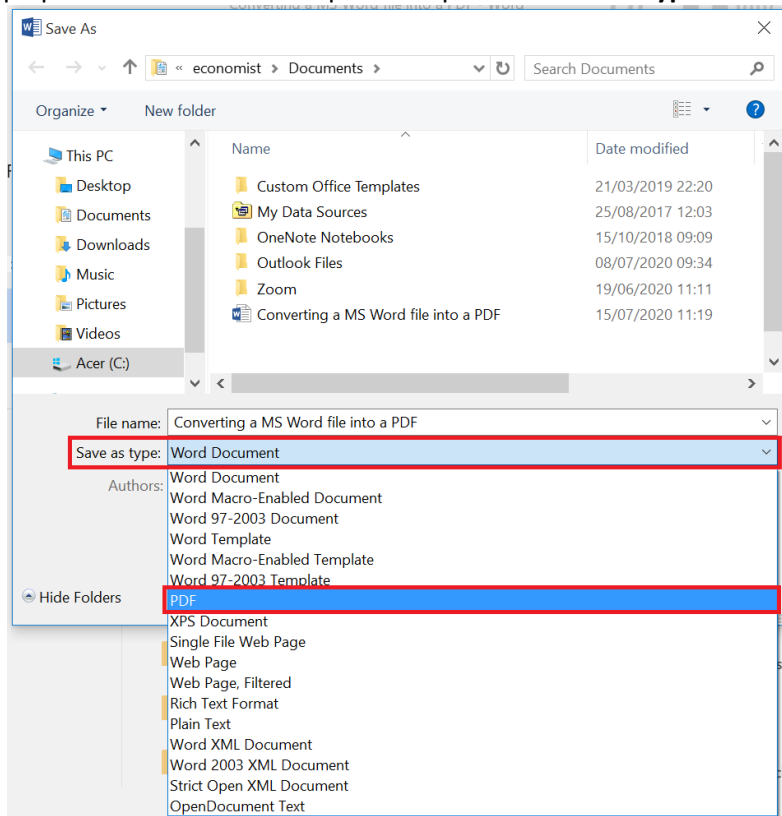 Converting a MS Word file into a PDF - Word
Save As
« economist > Documents >
Search Documents
Organize
New folder
This PC
Desktop
Documents
Downloads
Music
Pictures
Videos
Acer (C:)
Name Date modified
Custom Office Templates 21/03/2019 22:20
My Data Sources 25/08/2017 12:03
OneNote Notebooks 15/10/2018 09:09
Outlook Files 08/07/2020 09:34
Zoom 19/06/2020 11:11
Converting a MS Word file into a PDF 15/07/2020 11:19
File name: Converting a MS Word file into a PDF
Save as type: Word Document
Authors:
Word Document
Word Macro-Enabled Document
Word 97-2003 Document
Word Template
Word Macro-Enabled Template
Word 97-2003 Template
PDF
XPS Document
Single File Web Page
Web Page
Web Page, Filtered
Rich Text Format
Plain Text
Word XML Document
Word 2003 XML Document
Strict Open XML Document
OpenDocument Text
Hide Folders